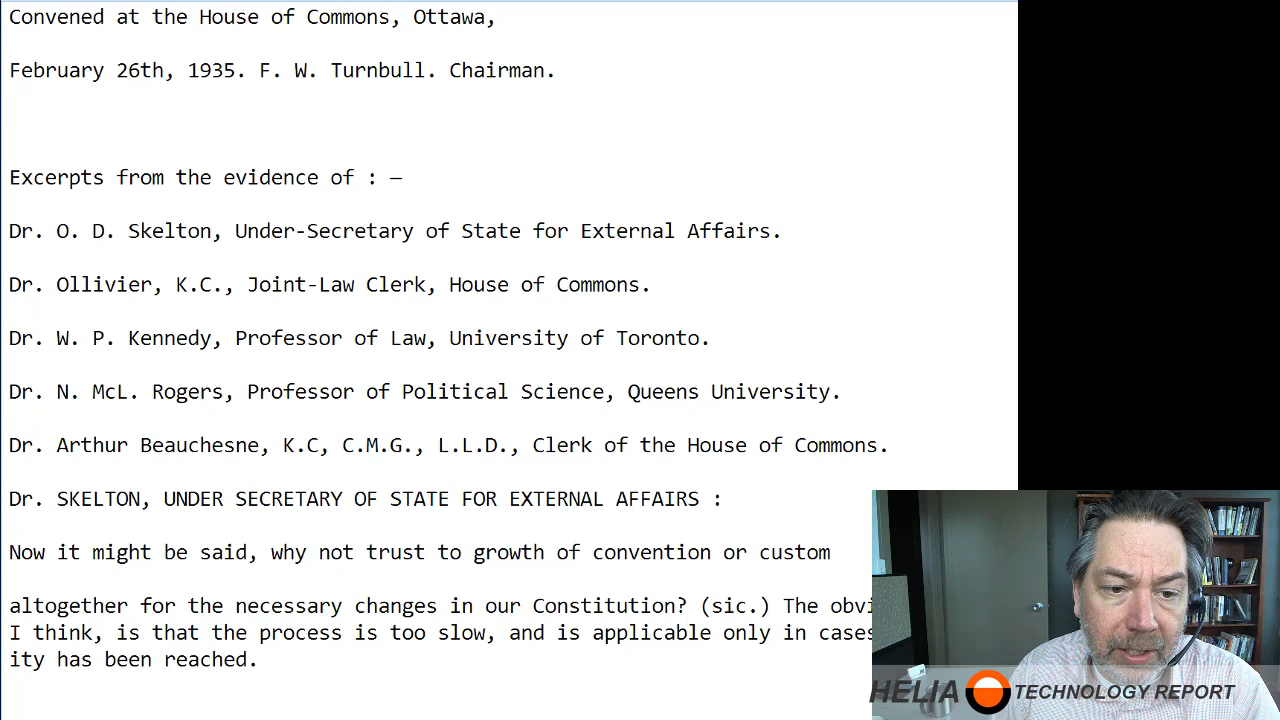 Convened at the House of Commons, Ottawa,
February 26th, 1935. F. W. Turnbull. Chairman.
Excerpts from the evidence of : —
Dr. O. D. Skelton, Under-Secretary of State for External Affairs.
Dr. Ollivier, K.C., Joint-Law Clerk, House of Commons.
Dr. W. P. Kennedy, Professor of Law, University of Toronto.
Dr. N. McL. Rogers, Professor of Political Science, Queens University.
Dr. Arthur Beauchesne, K.C, C.M.G., L.L.D., Clerk of the House of Commons.
Dr. SKELTON, UNDER SECRETARY OF STATE FOR EXTERNAL AFFAIRS :
Now it might be said, why not trust to growth of convention or custom
altogether for the necessary changes in our Constitution? (sic.) The
I think, is that the process is too slow, and is applicable only in cases
ity has been reached.
HELIA TECHNOLOGY REPORT